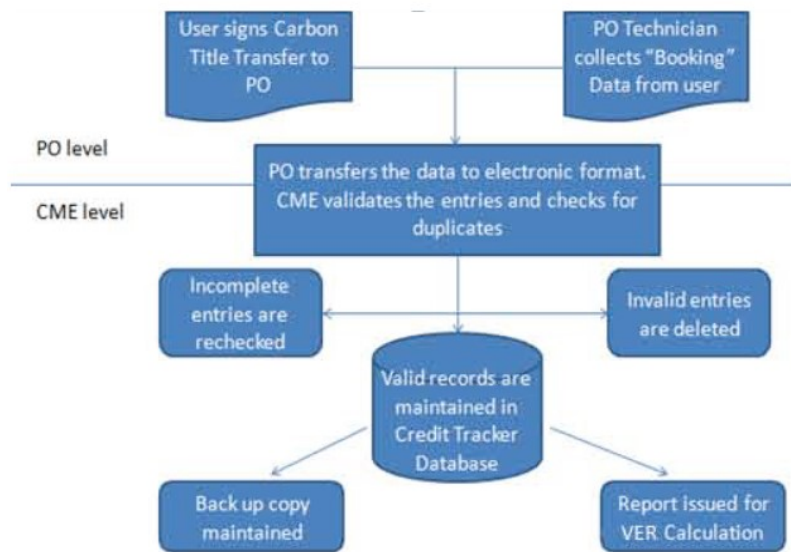 User signs Carbon
Title Transfer to
PO
PO Technician
collects “Booking”
Data from user
PO level
CME level
PO transfers the data to electronic format.
CME validates the entries and checks for
duplicates
Incomplete
entries are
rechecked
Invalid entries
are deleted
Valid records are
maintained in
Credit Tracker
Database
Back up copy
maintained
Report issued for
VER Calculation